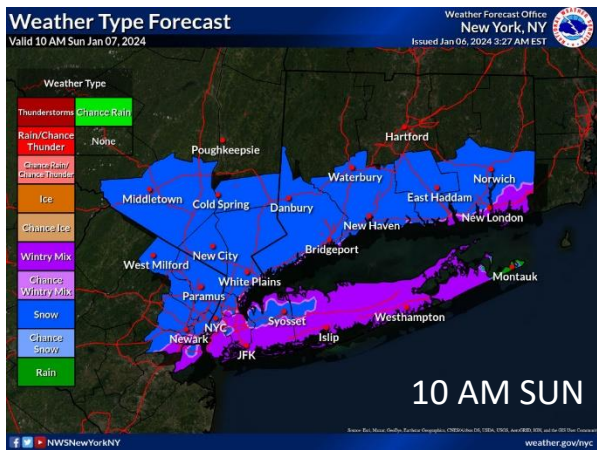 Weather Type Forecast
Valid 10 AM Sun Jan 07, 2024
Weather Forecast Office
New York, NY
Issued Jan 06, 2024 3:27 AM EST
Weather Type
Thunderstorms
Chance Rain
Rain/Chance
Thunder
None
Chance Rain/
Chance Thunder
Ice
Chance Ice
Wintry Mix
Chance
Wintry Mix
Snow
Chance
Snow
Rain
Poughkeepsie
Hartford
Waterbury
Norwich
Middletown
Cold Spring
Danbury
East Haddam
New London
New Haven
Bridgeport
West Milford
New City
White Plains
Montauk
Paramus
NYC
Syosset
Westhampton
Newark
JFK
Islip
10 AM SUN
NWSNewYorkNY
weather.gov/nyc